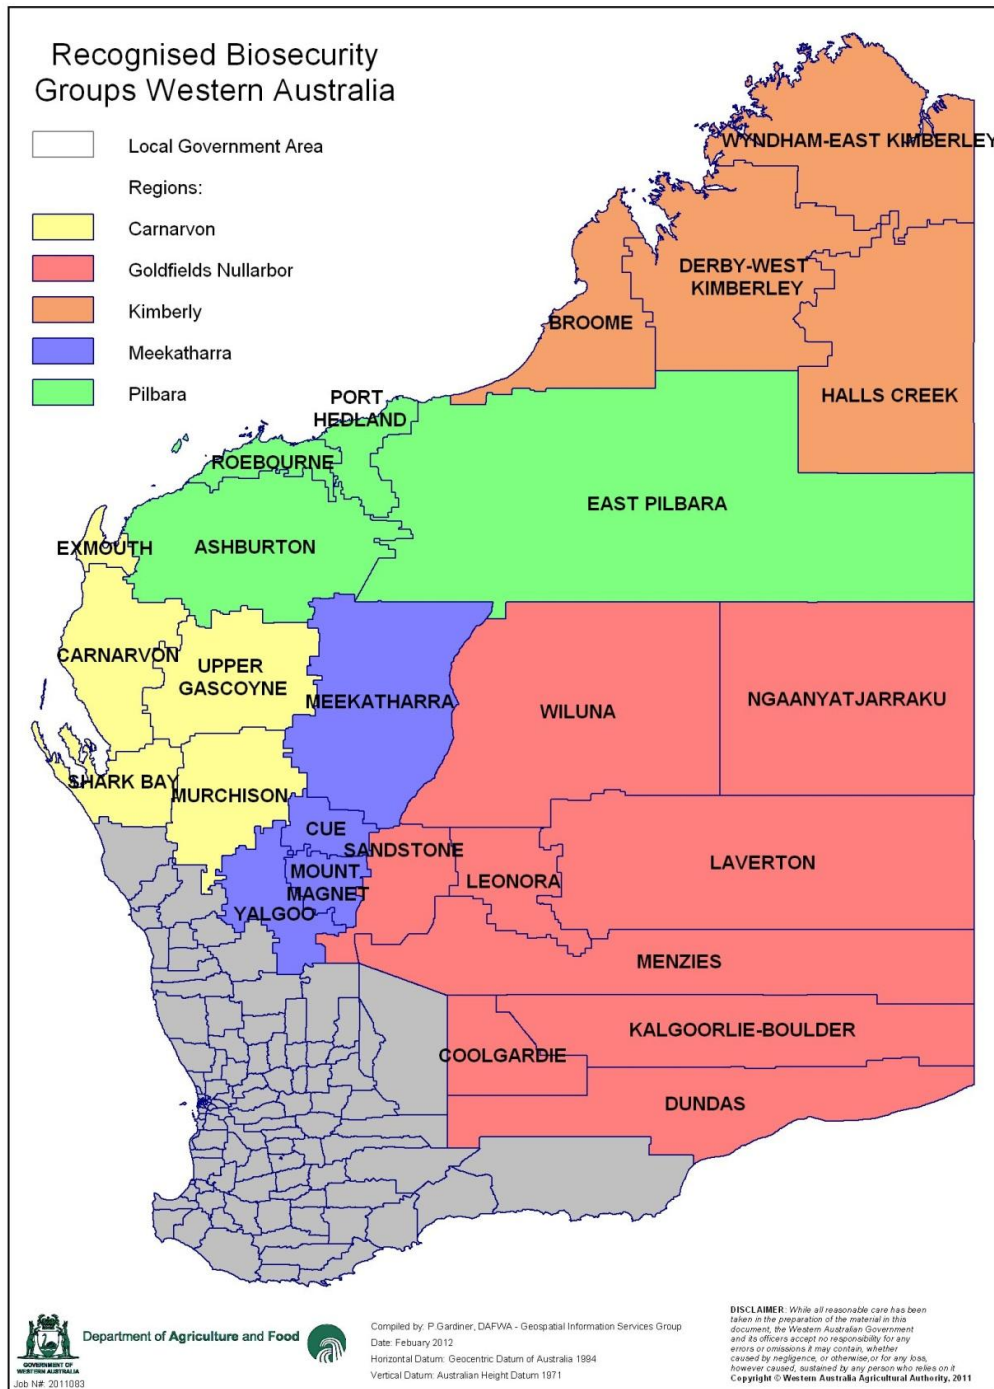 Recognised Biosecurity
Groups Western Australia
Local Government Area
Regions:
Carnarvon
Goldfields Nullarbor
Kimberly
Meekatharra
Pilbara
WYNDHAM-EAST KIMBERLEY
DERBY-WEST
KIMBERLEY
BROOME
HALLS CREEK
PORT
HEDLAND
ROEBOURNE
EAST PILBARA
ASHBURTON
EXMOUTH
CARNARVON
UPPER
GASCOYNE
MEEKATHARRA
WILUNA
NGAANYATJARRAKU
SHARK BAY
MURCHISON
CUE
SANDSTONE
MOUNT
MAGNET
LEONORA
LAVERTON
YALGOO
MENZIES
KALGOORLIE-BOULDER
COOLGARDIE
DUNDAS
GOVERNMENT OF
WESTERN AUSTRALIA
Job N#: 2011083
Department of Agriculture and Food
Compiled by: P.Gardiner, DAFWA - Geospatial Information Services Group
Date: Febuary 2012
Horizontal Datum: Geocentric Datum of Australia 1994
Vertical Datum: Australian Height Datum 1971
DISCLAIMER: While all reasonable care has been
taken in the preparation of the material in this
document, the Western Australian Government
and its officers accept no responsibility for any
errors or omissions it may contain, whether
caused by negligence, or otherwise,or for any loss,
however caused, sustained by any person who relies on it
Copyright © Western Australia Agricultural Authority, 2011